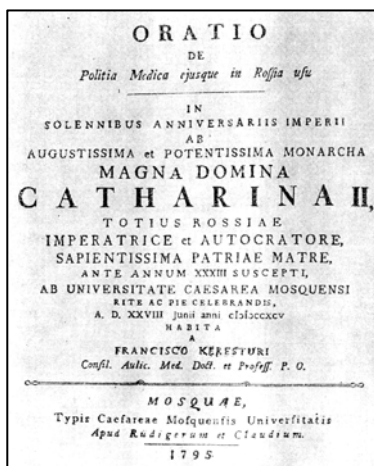 ORATIO
DE
Politia Medica ejusque in Roſſia uſu
IN
SOLENNIBUS ANNIVERSARIIS IMPERII
AB
AUGUSTISSIMA et POTENTISSIMA MONARCHA
MAGNA DOMINA
CATHARINA II,
TOTIUS ROSSIAE
IMPERATRICE et AUTOCRATORE,
SAPIENTISSIMA PATRIAE MATRE,
ANTE ANNUM XXXIII SUSCEPTI,
AB UNIVERSITATE CAESAREA MOSQUENSI
RITE AC PIE CELEBRANDIS,
A. D. XXVIII Junii anni cIɔIɔccxcv
HABITA
A
FRANCISCO KERESTURI
Conſil. Aulic. Med. Doct. et Profeſſ. P. O.
MOSQUAE,
Typis Caeſareae Moſquenſis Univerſitatis
Apud Rüdigerum et Claudium.
1795